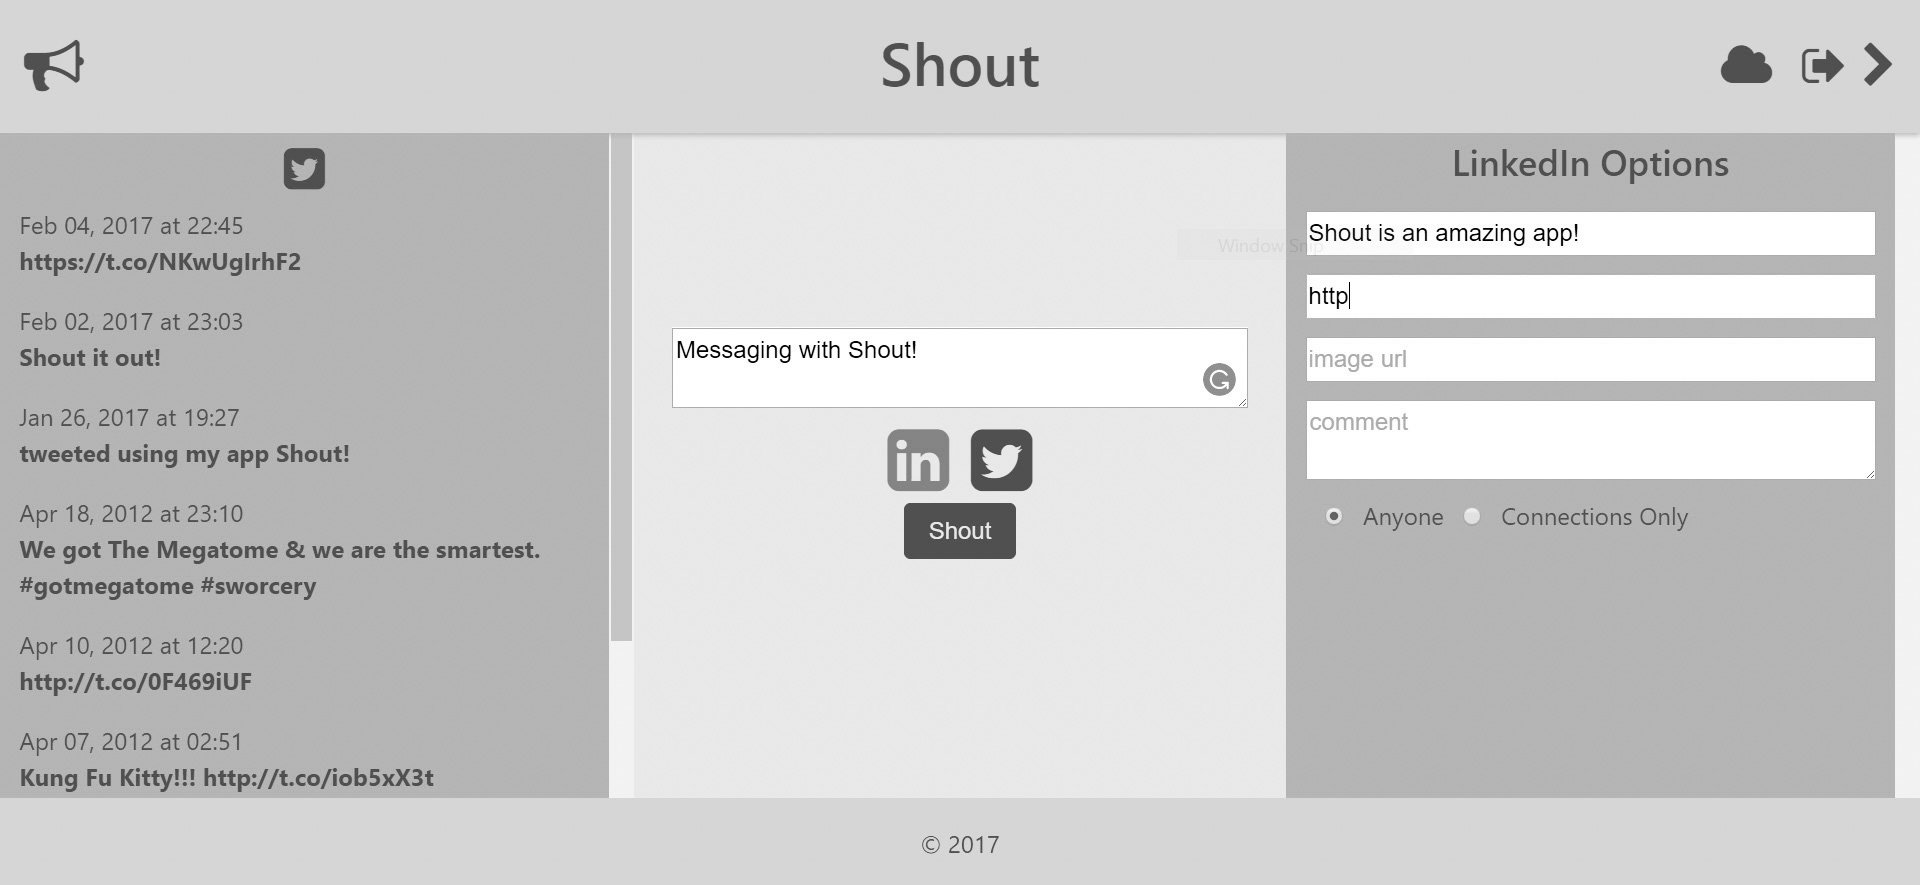 Shout
Feb 04, 2017 at 22:45
https://t.co/NKwUgIrhF2
Feb 02, 2017 at 23:03
Shout it out!
Jan 26, 2017 at 19:27
tweeted using my app Shout!
Apr 18, 2012 at 23:10
We got The Megatome & we are the smartest.
#gotmegatome #sworcery
Apr 10, 2012 at 12:20
http://t.co/0F469iUF
Apr 07, 2012 at 02:51
Kung Fu Kitty!!! http://t.co/iob5xX3t
Window Snip
Messaging with Shout!
in
Shout
LinkedIn Options
Shout is an amazing app!
http
image url
comment
Anyone Connections Only
© 2017